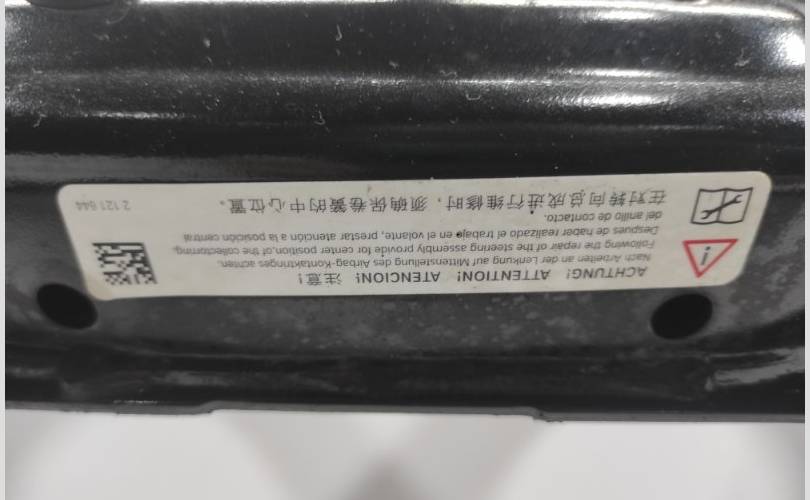 ACHTUNG! ATTENTION! ATENCION! 注意!
Nach Arbeiten an der Lenkung auf Mittenstellung des Airbag-Kontaktringes achten.
Following the repair of the steering assembly provide for center position.of the collectorring.
Despues de haber realizado el trabajo en el volante, prestar atención a la posición central
del anillo de contacto.
在对转向总成进行维修时，须确保卷簧的中心位置。
2 121 844